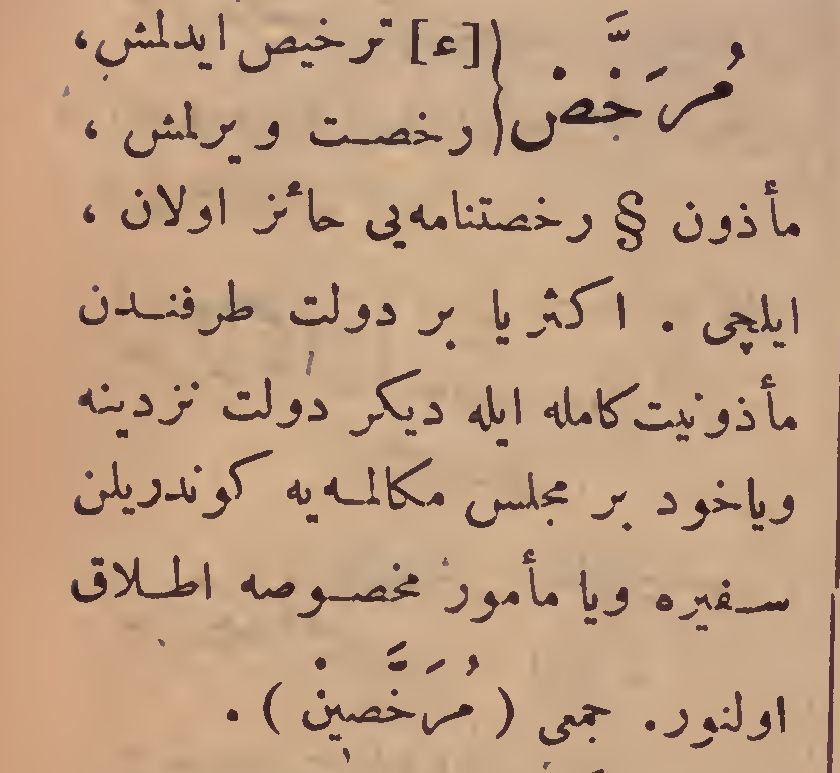 مُرَخَّض {[ع] ترخيص ايدلمش،
رخصت ويرلمش ،
مأذون § رخصتنامه‌يى حائز اولان ،
ايلچى . اكثريا بر دولت طرفندن
مأذونيت كامله ايله ديكر دولت نزدينه
وياخود بر مجلس مكالمه‌يه كوندريلن
سفيره ويا مأمور مخصوصه اطلاق
اولنور. جمعى ( مُرَخَّصِينْ ) .